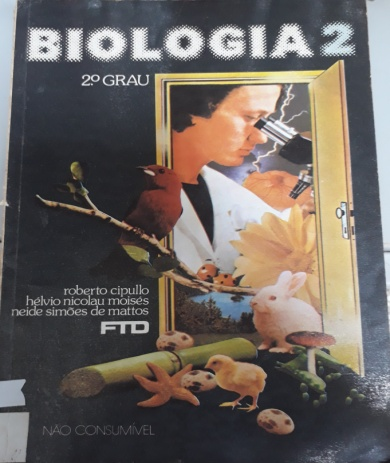 BIOLOGIA 2
2º GRAU
roberto cipullo
hélvio nicolau moisés
neide simões de mattos
FTD
NÃO CONSUMÍVEL